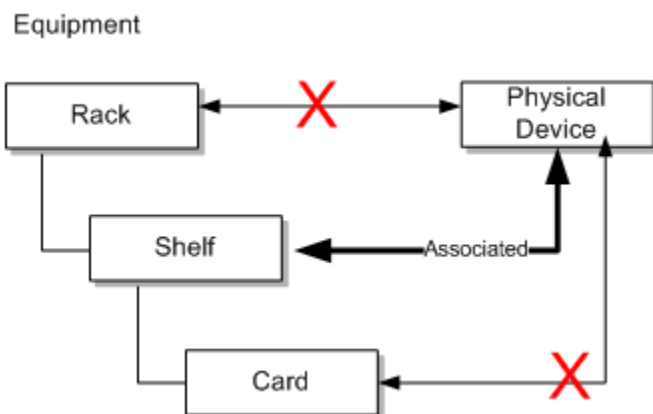 Equipment
Rack
Physical
Device
Shelf
Associated
Card